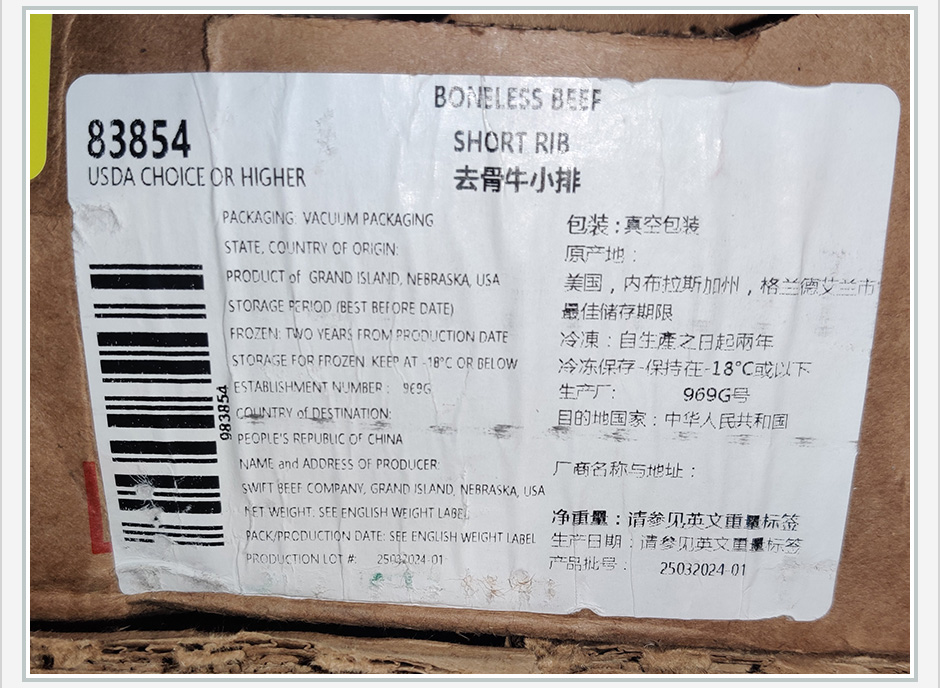 BONELESS BEEF
83854
SHORT RIB
USDA CHOICE OR HIGHER
去骨牛小排
PACKAGING: VACUUM PACKAGING
STATE, COUNTRY OF ORIGIN:
PRODUCT of GRAND ISLAND, NEBRASKA, USA
STORAGE PERIOD (BEST BEFORE DATE)
FROZEN: TWO YEARS FROM PRODUCTION DATE
STORAGE FOR FROZEN: KEEP AT -18°C OR BELOW
ESTABLISHMENT NUMBER : 969G
COUNTRY of DESTINATION:
PEOPLE'S REPUBLIC OF CHINA
NAME and ADDRESS OF PRODUCER:
SWIFT BEEF COMPANY, GRAND ISLAND, NEBRASKA, USA
NET WEIGHT: SEE ENGLISH WEIGHT LABEL
PACK/PRODUCTION DATE: SEE ENGLISH WEIGHT LABEL
PRODUCTION LOT #: 25032024-01
983854
包装：真空包装
原产地：
美国，内布拉斯加州，格兰德艾兰市
最佳储存期限
冷凍：自生產之日起兩年
冷冻保存-保持在-18°C或以下
生产厂: 969G号
目的地国家：中华人民共和国
厂商名称与地址：
净重量：请参见英文重量标签
生产日期：请参见英文重量标签
产品批号： 25032024-01